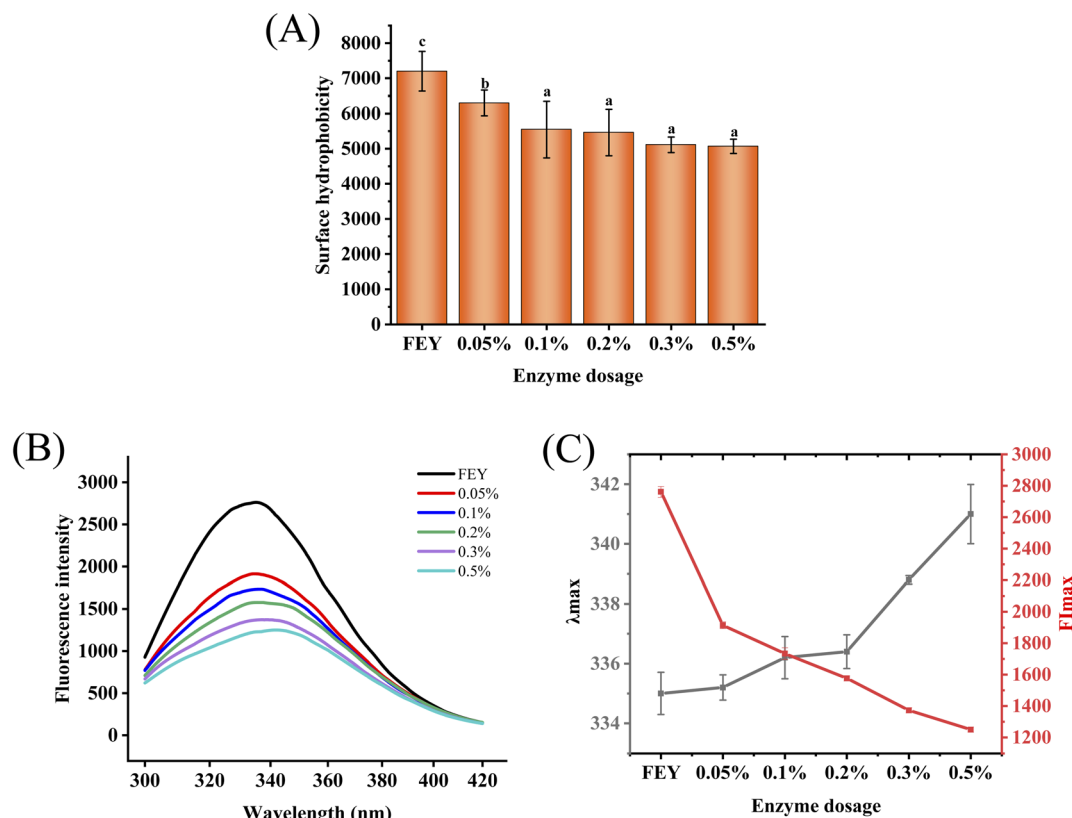 (A)
8000
7000
6000
5000
4000
3000
2000
1000
0
Surface hydrophobicity
c
b
a
a
a
a
FEY 0.05% 0.1% 0.2% 0.3% 0.5%
Enzyme dosage
(B)
3000
2500
2000
1500
1000
500
0
Fluorescence intensity
FEY
0.05%
0.1%
0.2%
0.3%
0.5%
300 320 340 360 380 400 420
Wavelength (nm)
(C)
342
340
338
336
334
λmax
3000
2800
2600
2400
2200
2000
1800
1600
1400
1200
FImax
FEY 0.05% 0.1% 0.2% 0.3% 0.5%
Enzyme dosage